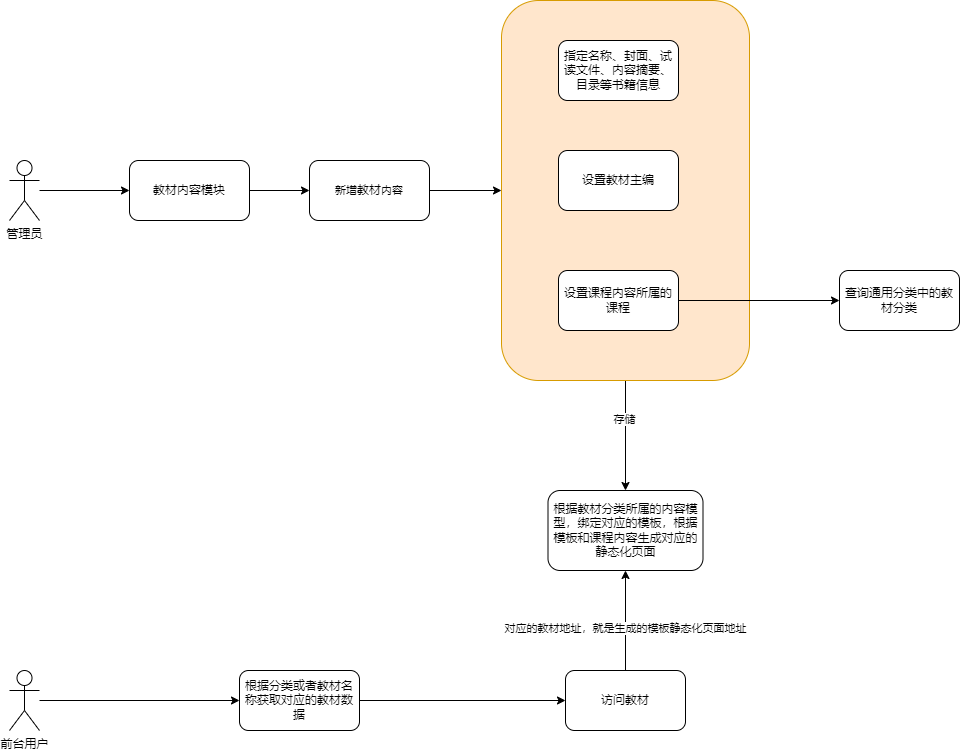 指定名称、封面、试
读文件、内容摘要、
目录等书籍信息
教材内容模块
新增教材内容
设置教材主编
管理员
设置课程内容所属的
课程
查询通用分类中的教
材分类
存储
根据教材分类所属的内容模
型，绑定对应的模板，根据
模板和课程内容生成对应的
静态化页面
对应的教材地址，就是生成的模板静态化页面地址
根据分类或者教材名
称获取对应的教材数
据
访问教材
前台用户